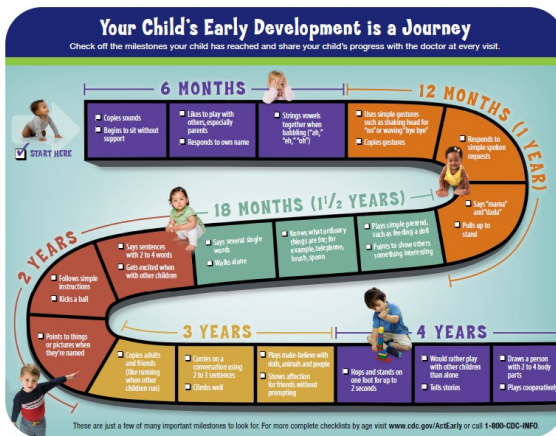 Your Child's Early Development is a Journey
Check off the milestones your child has reached and share your child's progress with the doctor at every visit.
START HERE
6 MONTHS
Copies sounds
Begins to sit without
support
Likes to play with
others, especially
parents
Responds to own name
Strings vowels
together when
babbling ("ah,"
"eh," "oh")
12 MONTHS (1 YEAR)
Uses simple gestures
such as shaking head for
"no" or waving "bye bye"
Copies gestures
Responds to
simple spoken
requests
Says "mama"
and "dada"
Pulls up to
stand
18 MONTHS (1 1/2 YEARS)
Plays simple pretend,
such as feeding a doll
Points to show others
something interesting
Knows what ordinary
things are for; for
example, telephone,
brush, spoon
Says several single
words
Walks alone
2 YEARS
Says sentences
with 2 to 4 words
Gets excited when
with other children
Follows simple
instructions
Kicks a ball
Points to things
or pictures when
they're named
3 YEARS
Copies adults
and friends
(like running
when other
children run)
Carries on a
conversation using
2 to 3 sentences
Climbs well
Plays make-believe with
dolls, animals and people
Shows affection
for friends without
prompting
4 YEARS
Hops and stands on
one foot for up to
2 seconds
Would rather play
with other children
than alone
Tells stories
Draws a person
with 2 to 4 body
parts
Plays cooperatively
These are just a few of many important milestones to look for. For more complete checklists by age visit www.cdc.gov/ActEarly or call 1-800-CDC-INFO.